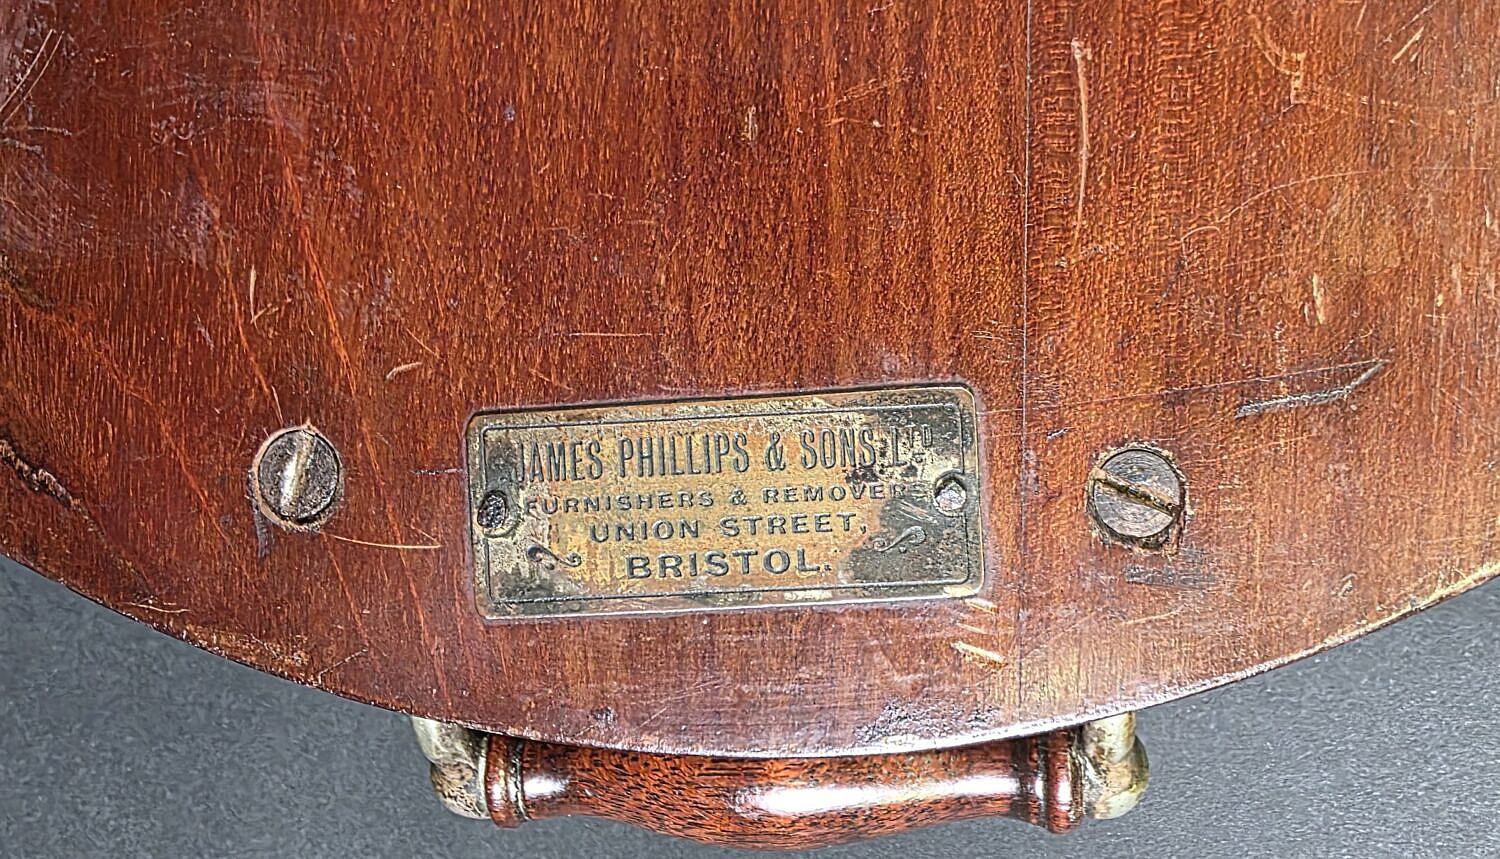 JAMES PHILLIPS & SONS LTD
FURNISHERS & REMOVERS
UNION STREET,
BRISTOL.